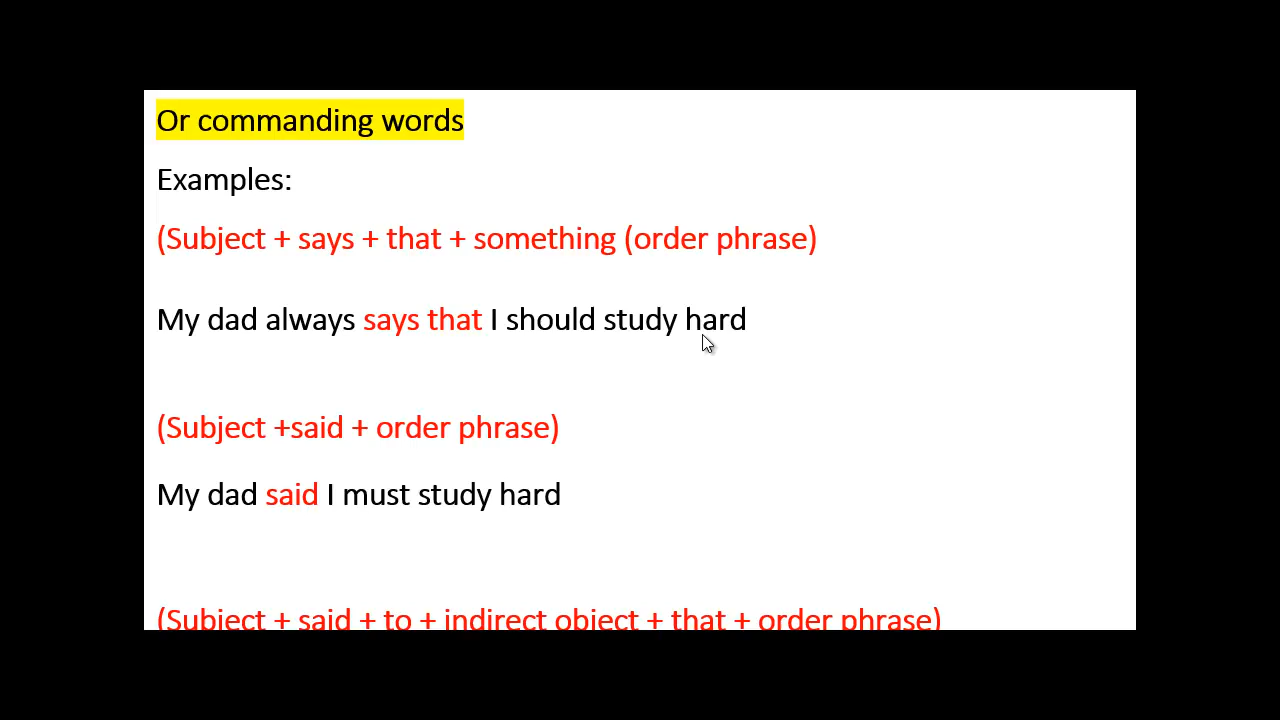 Or commanding words
Examples:
(Subject + says + that + something (order phrase)
My dad always says that I should study hard
(Subject +said + order phrase)
My dad said I must study hard
(Subject + said + to + indirect object + that + order phrase)